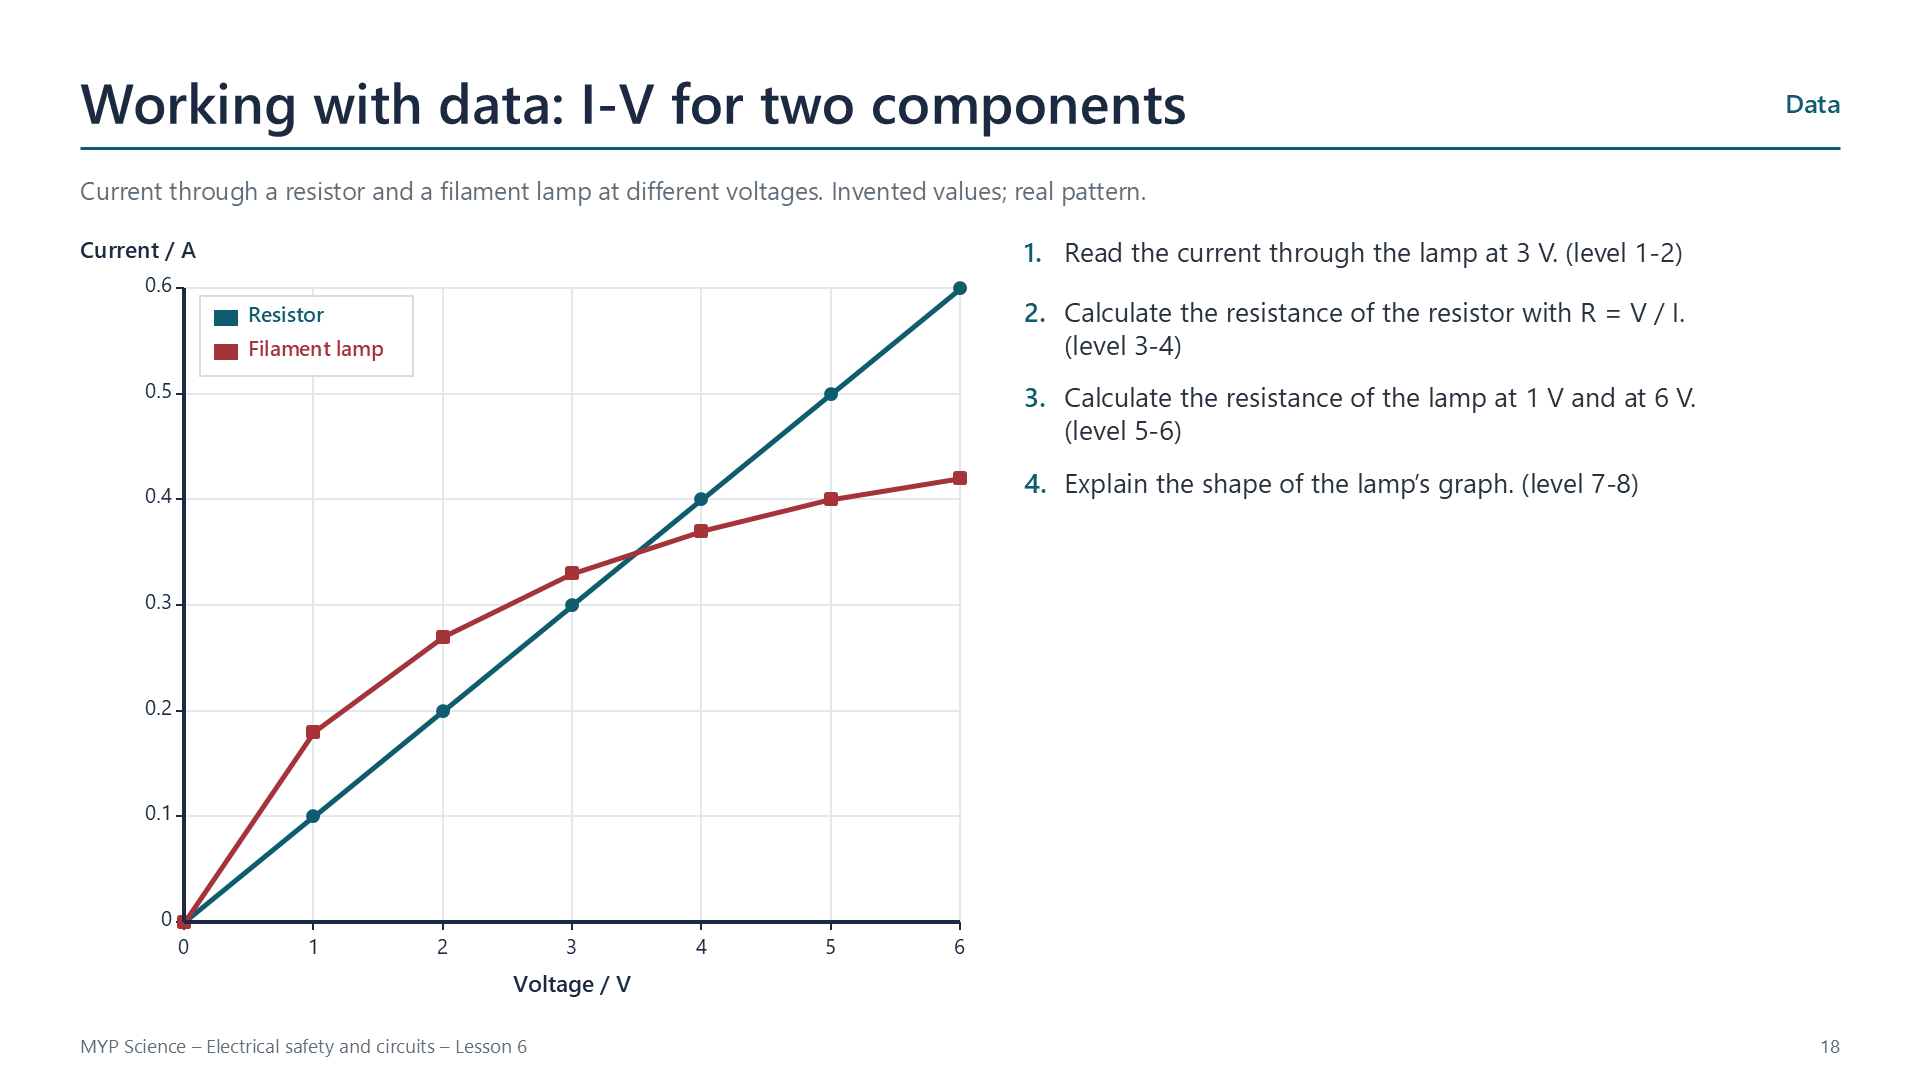 Working with data: I-V for two components
Data
Current through a resistor and a filament lamp at different voltages. Invented values; real pattern.
Current / A
0.6
0.5
0.4
0.3
0.2
0.1
0
Resistor
Filament lamp
0 1 2 3 4 5 6
Voltage / V
1. Read the current through the lamp at 3 V. (level 1-2)
2. Calculate the resistance of the resistor with R = V / I.
(level 3-4)
3. Calculate the resistance of the lamp at 1 V and at 6 V.
(level 5-6)
4. Explain the shape of the lamp’s graph. (level 7-8)
MYP Science – Electrical safety and circuits – Lesson 6
18